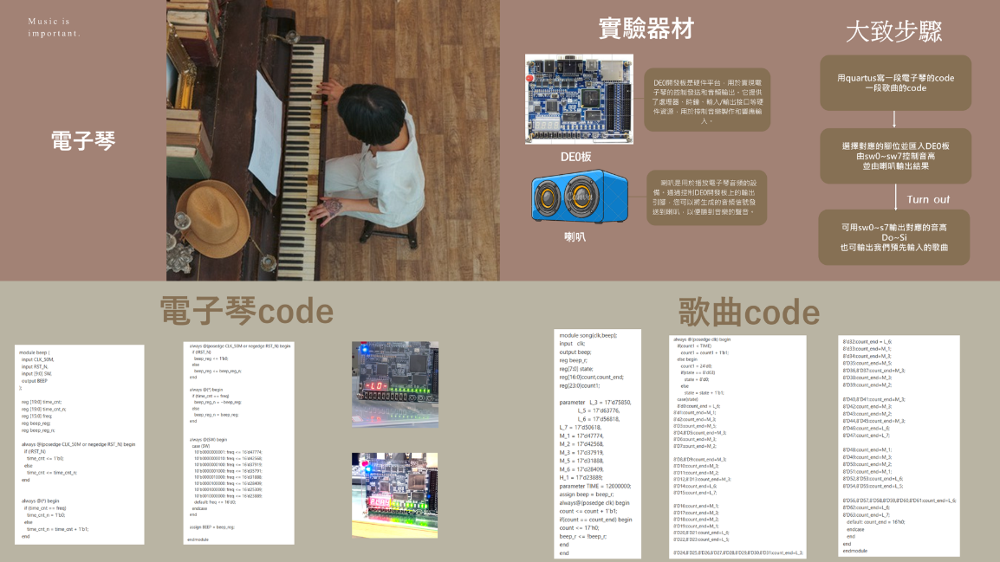 Music is
important.
電子琴
實驗器材
DE0開發板是硬件平台，用於實現電
子琴的控制發送和音頻輸出。它提供
了處理器、時鐘、輸入/輸出接口等硬
件資源，用於控制音樂製作和響應輸
入。
DE0板
喇叭是用於播放電子琴音頻的設
備。通過控制DE0開發板上的輸出
引腳，您可以將生成的音頻信號發
送到喇叭，以便聽到音樂的聲音。
喇叭
大致步驟
用quartus寫一段電子琴的code
一段歌曲的code
選擇對應的腳位並匯入DE0板
由sw0~sw7控制音高
並由喇叭輸出結果
Turn out
可用sw0~s7輸出對應的音高
Do~Si
也可輸出我們預先輸入的歌曲
電子琴code
module beep (
input CLK_50M,
input RST_N,
input [9:0] SW,
output BEEP
);
reg [19:0] time_cnt;
reg [19:0] time_cnt_n;
reg [15:0] freq;
reg beep_reg;
reg beep_reg_n;
always @(posedge CLK_50M or negedge RST_N) begin
if (!RST_N)
time_cnt <= 1'b0;
else
time_cnt <= time_cnt_n;
end
always @(*) begin
if (time_cnt == freq)
time_cnt_n = 1'b0;
else
time_cnt_n = time_cnt + 1'b1;
end
always @(posedge CLK_50M or negedge RST_N) begin
if (!RST_N)
beep_reg <= 1'b0;
else
beep_reg <= beep_reg_n;
end
always @(*) begin
if (time_cnt == freq)
beep_reg_n = ~beep_reg;
else
beep_reg_n = beep_reg;
end
always @(SW) begin
case (SW)
10'b0000000001: freq <= 16'd47774;
10'b0000000010: freq <= 16'd42568;
10'b0000000100: freq <= 16'd37919;
10'b0000001000: freq <= 16'd35791;
10'b0000010000: freq <= 16'd31888;
10'b0000100000: freq <= 16'd28409;
10'b0001000000: freq <= 16'd25309;
10'b0010000000: freq <= 16'd23889;
default: freq <= 16'd0;
endcase
end
assign BEEP = beep_reg;
endmodule
歌曲code
module song(clk,beep);
input clk;
output beep;
reg beep_r;
reg[7:0] state;
reg[16:0]count,count_end;
reg[23:0]count1;
parameter L_3 = 17'd75850,
L_5 = 17'd63776,
L_6 = 17'd56818,
L_7 = 17'd50618,
M_1 = 17'd47774,
M_2 = 17'd42568,
M_3 = 17'd37919,
M_5 = 17'd31888,
M_6 = 17'd28409,
H_1 = 17'd23889;
parameter TIME = 12000000;
assign beep = beep_r;
always@(posedge clk) begin
count <= count + 1'b1;
if(count == count_end) begin
count <= 17'h0;
beep_r <= !beep_r;
end
end
always @(posedge clk) begin
if(count1 < TIME)
count1 = count1 + 1'b1;
else begin
count1 = 24'd0;
if(state == 8'd63)
state = 8'd0;
else
state = state + 1'b1;
case(state)
8'd0:count_end = L_6;
8'd1:count_end=M_1;
8'd2:count_end=M_3;
8'D3:count_end=M_5;
8'D4,8'D5:count_end=M_3;
8'D6:count_end=M_3;
8'D7:count_end=M_2;
8'D8,8'D9:count_end=M_3;
8'D10:count_end=M_3;
8'D11:count_end=M_2;
8'D12,8'D13:count_end=M_3;
8'D14:count_end=L_6;
8'D15:count_end=L_7;
8'D16:count_end=M_1;
8'D17:count_end=M_3;
8'D18:count_end=M_2;
8'D19:count_end=M_1;
8'D20,8'D21:count_end=L_6;
8'D22,8'D23:count_end=L_5;
8'D24,8'D25,8'D26,8'D27,8'D28,8'D29,8'D30,8'D31:count_end=L_3;
8'd32:count_end = L_6;
8'd33:count_end=M_1;
8'd34:count_end=M_3;
8'D35:count_end=M_5;
8'D36,8'D37:count_end=M_3;
8'D38:count_end=M_3;
8'D39:count_end=M_2;
8'D40,8'D41:count_end=M_3;
8'D42:count_end=M_3;
8'D43:count_end=M_2;
8'D44,8'D45:count_end=M_3;
8'D46:count_end=L_6;
8'D47:count_end=L_7;
8'D48:count_end=M_1;
8'D49:count_end=M_3;
8'D50:count_end=M_2;
8'D51:count_end=M_1;
8'D52,8'D53:count_end=L_6;
8'D54,8'D55:count_end=L_5;
8'D56,8'D57,8'D58,8'D59,8'D60,8'D61:count_end=L_6;
8'D62:count_end=L_6;
8'D63:count_end=L_7;
default: count_end = 16'h0;
endcase
end
end
endmodule